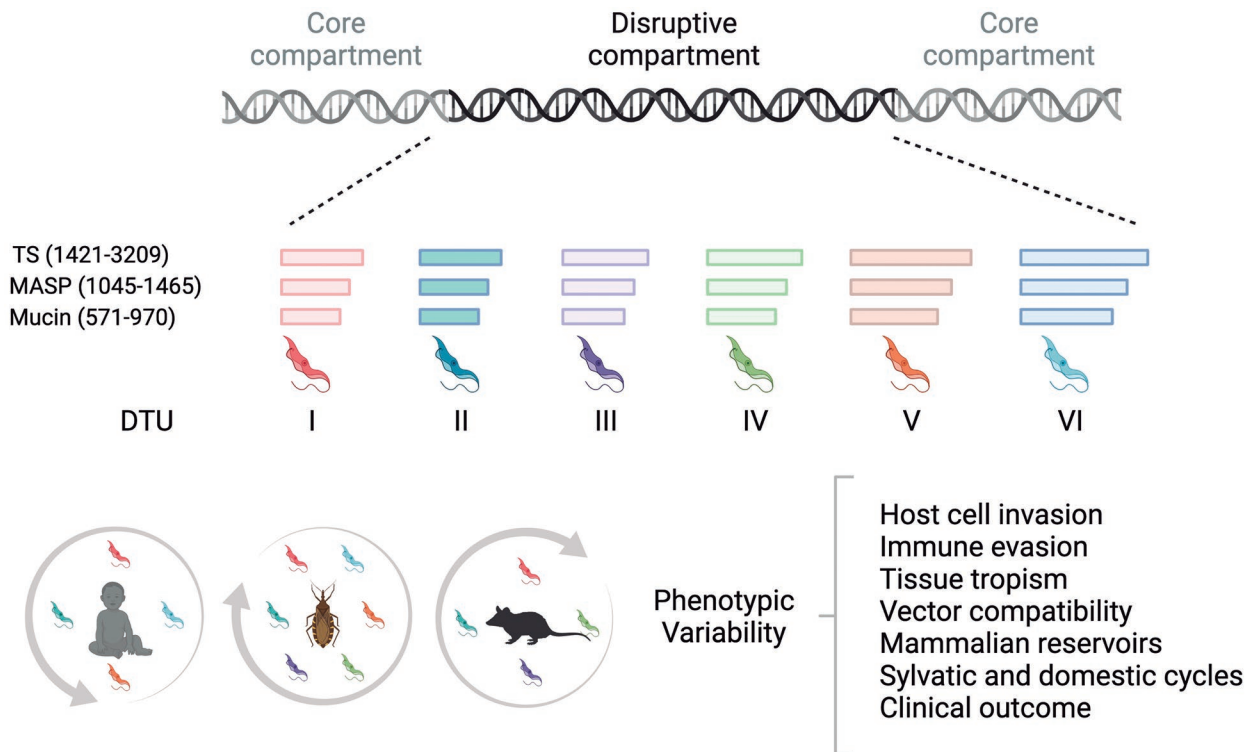 Core
compartment
Disruptive
compartment
Core
compartment
TS (1421-3209)
MASP (1045-1465)
Mucin (571-970)
DTU
I
II
III
IV
V
VI
Phenotypic
Variability
Host cell invasion
Immune evasion
Tissue tropism
Vector compatibility
Mammalian reservoirs
Sylvatic and domestic cycles
Clinical outcome